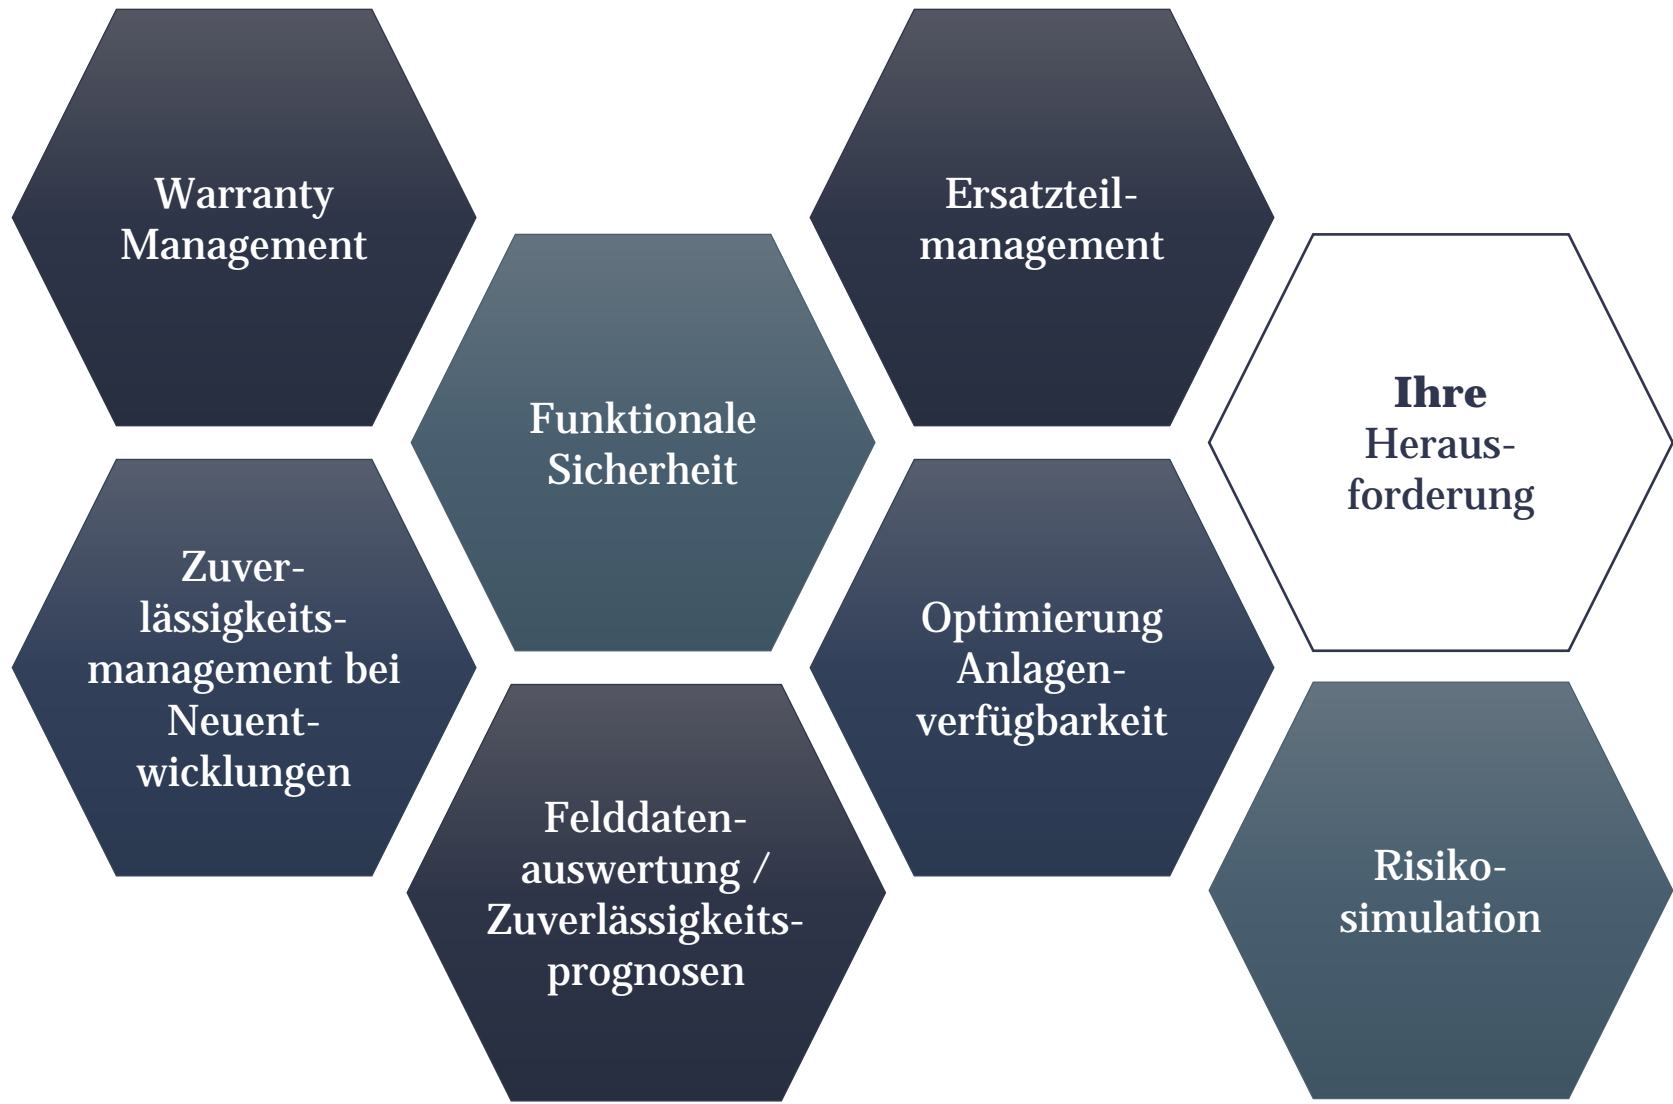 Warranty
Management
Ersatzteil-
management
Funktionale
Sicherheit
Ihre
Heraus-
forderung
Zuver-
lässigkeits-
management bei
Neuent-
wicklungen
Optimierung
Anlagen-
verfügbarkeit
Felddaten-
auswertung /
Zuverlässigkeits-
prognosen
Risiko-
simulation